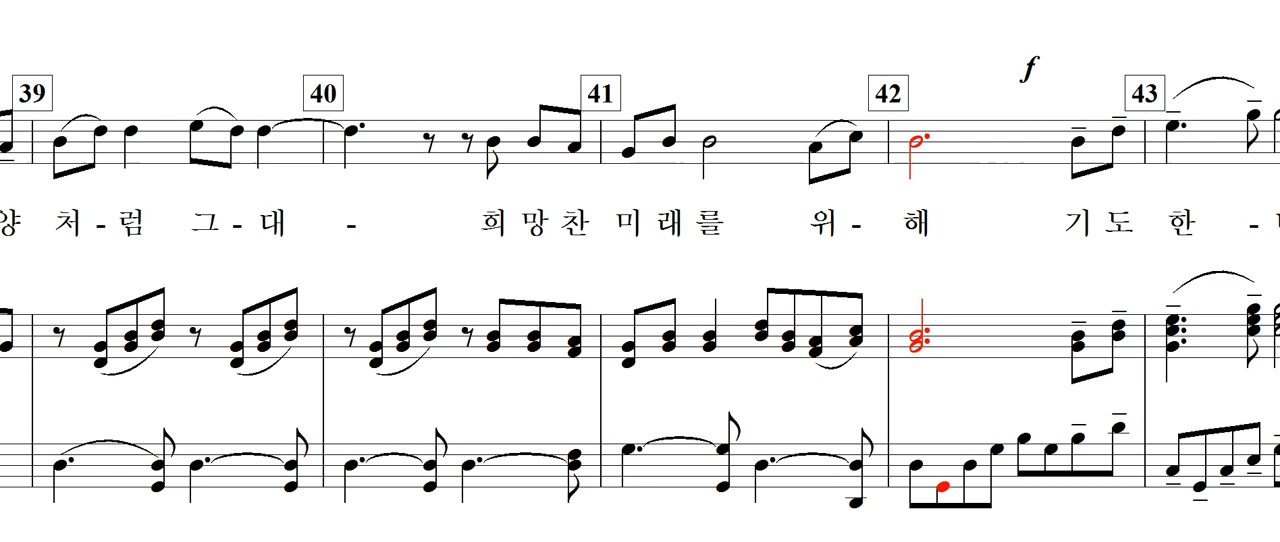 39 40 41 42 43
f
양 처 - 럼 그 - 대 - 희 망 찬 미 래 를 위 - 해 기 도 한 -